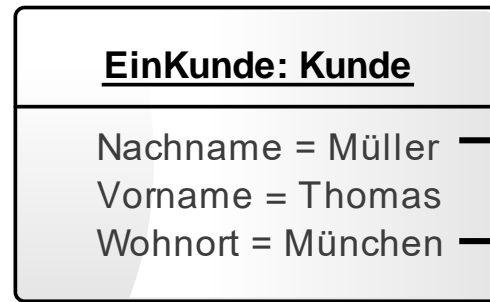 EinKunde: Kunde
Nachname = Müller
Vorname = Thomas
Wohnort = München